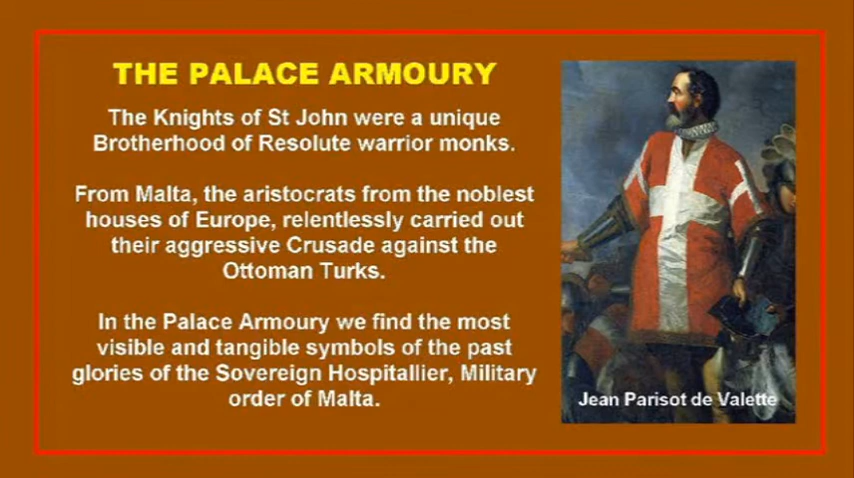 THE PALACE ARMOURY
The Knights of St John were a unique
Brotherhood of Resolute warrior monks.
From Malta, the aristocrats from the noblest
houses of Europe, relentlessly carried out
their aggressive Crusade against the
Ottoman Turks.
In the Palace Armoury we find the most
visible and tangible symbols of the past
glories of the Sovereign Hospitallier, Military
order of Malta.
Jean Parisot de Valette